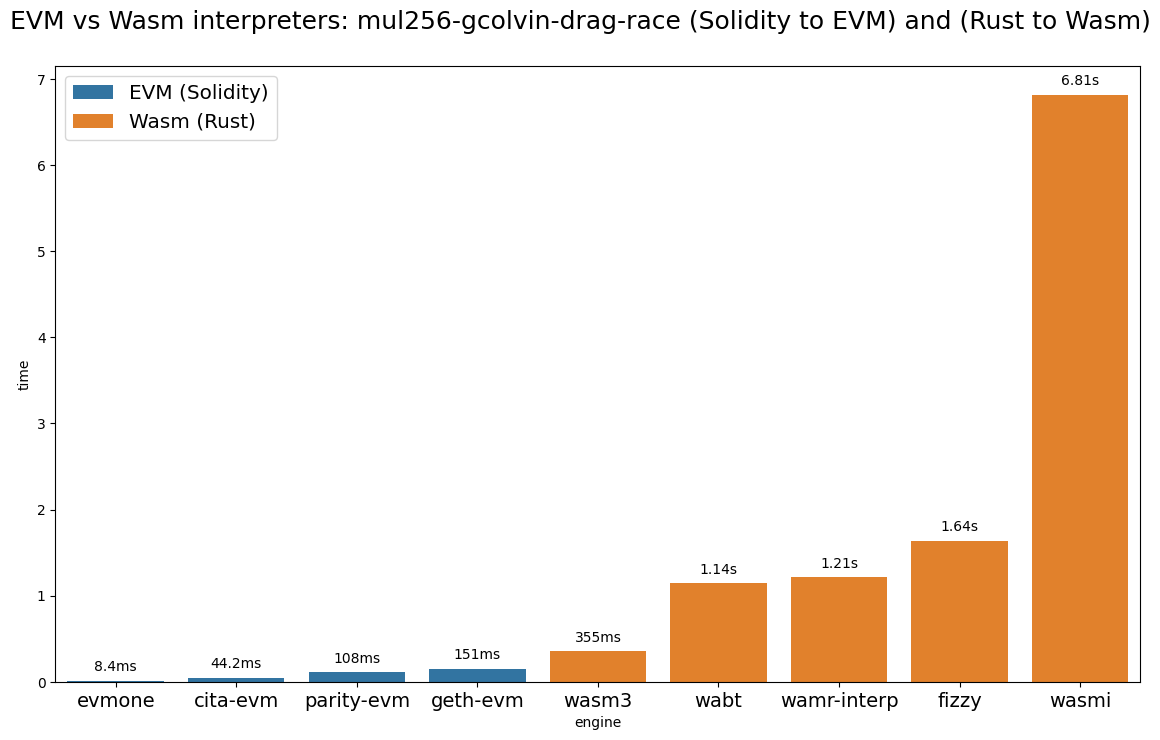 EVM vs Wasm interpreters: mul256-gcolvin-drag-race (Solidity to EVM) and (Rust to Wasm)
EVM (Solidity)
Wasm (Rust)
7
6
5
4
3
2
1
0
time
8.4ms
44.2ms
108ms
151ms
355ms
1.14s
1.21s
1.64s
6.81s
evmone cita-evm parity-evm geth-evm wasm3 wabt wamr-interp fizzy wasmi
engine